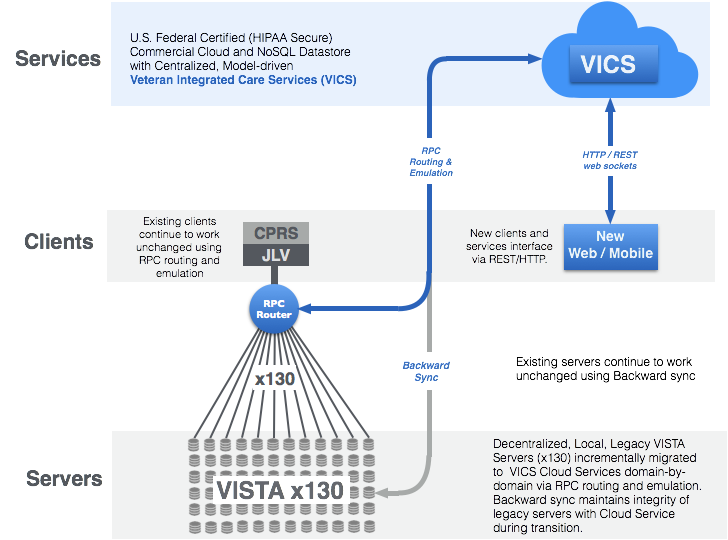 Services
U.S. Federal Certified (HIPAA Secure)
Commercial Cloud and NoSQL Datastore
with Centralized, Model-driven
Veteran Integrated Care Services (VICS)
VICS
RPC
Routing &
Emulation
HTTP / REST
web sockets
Clients
Existing clients
continue to work
unchanged using
RPC routing and
emulation
CPRS
JLV
New clients and
services interface
via REST/HTTP.
New
Web / Mobile
RPC
Router
x130
Backward
Sync
Existing servers continue to work
unchanged using Backward sync
Servers
VISTA x130
Decentralized, Local, Legacy VISTA
Servers (x130) incrementally migrated
to VICS Cloud Services domain-by-
domain via RPC routing and emulation.
Backward sync maintains integrity of
legacy servers with Cloud Service
during transition.